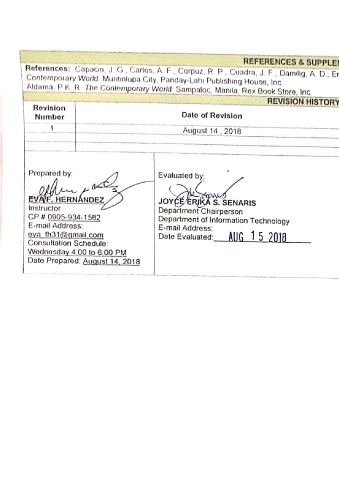 REFERENCES & SUPPLEM
References: Capacio, J. G., Carlos, A. F., Corpuz, R. P., Cuadra, J. F., Damilig, A. D., Er
Contemporary World. Muntinlupa City, Panday-Lahi Publishing House, Inc.
Aldama, P.K. R. The Contemporary World. Sampaloc, Manila, Rex Book Store, Inc
REVISION HISTORY
Revision Number
Date of Revision
1
August 14, 2018
Prepared by:
EVA F. HERNANDEZ
Instructor
CP # 0905-934-1562
E-mail Address:
eva_fh31@gmail.com
Consultation Schedule:
Wednesday 4:00 to 6:00 PM
Date Prepared: August 14, 2018
Evaluated by:
JOYCE ERIKA S. SENARIS
Department Chairperson
Department of Information Technology
E-mail Address:
Date Evaluated: AUG 15 2018